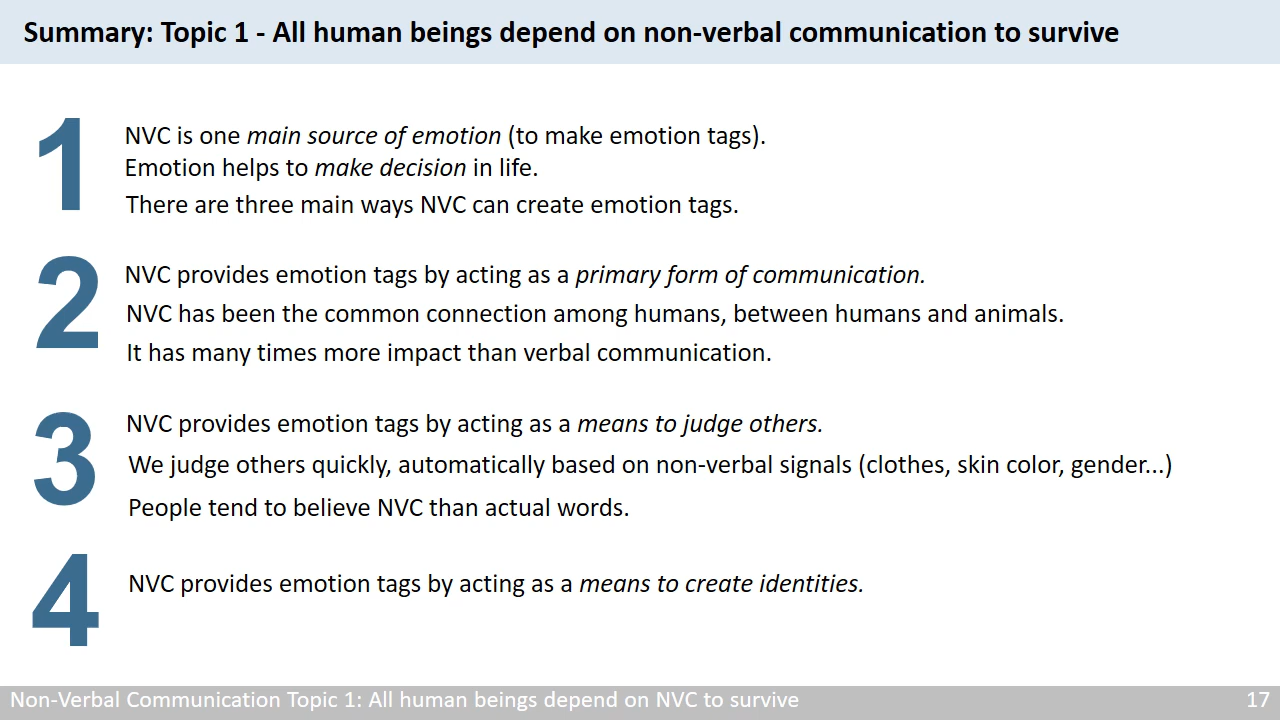 Summary: Topic 1 - All human beings depend on non-verbal communication to survive
1
NVC is one main source of emotion (to make emotion tags).
Emotion helps to make decision in life.
There are three main ways NVC can create emotion tags.
2
NVC provides emotion tags by acting as a primary form of communication.
NVC has been the common connection among humans, between humans and animals.
It has many times more impact than verbal communication.
3
NVC provides emotion tags by acting as a means to judge others.
We judge others quickly, automatically based on non-verbal signals (clothes, skin color, gender...)
People tend to believe NVC than actual words.
4
NVC provides emotion tags by acting as a means to create identities.
Non-Verbal Communication Topic 1: All human beings depend on NVC to survive 17